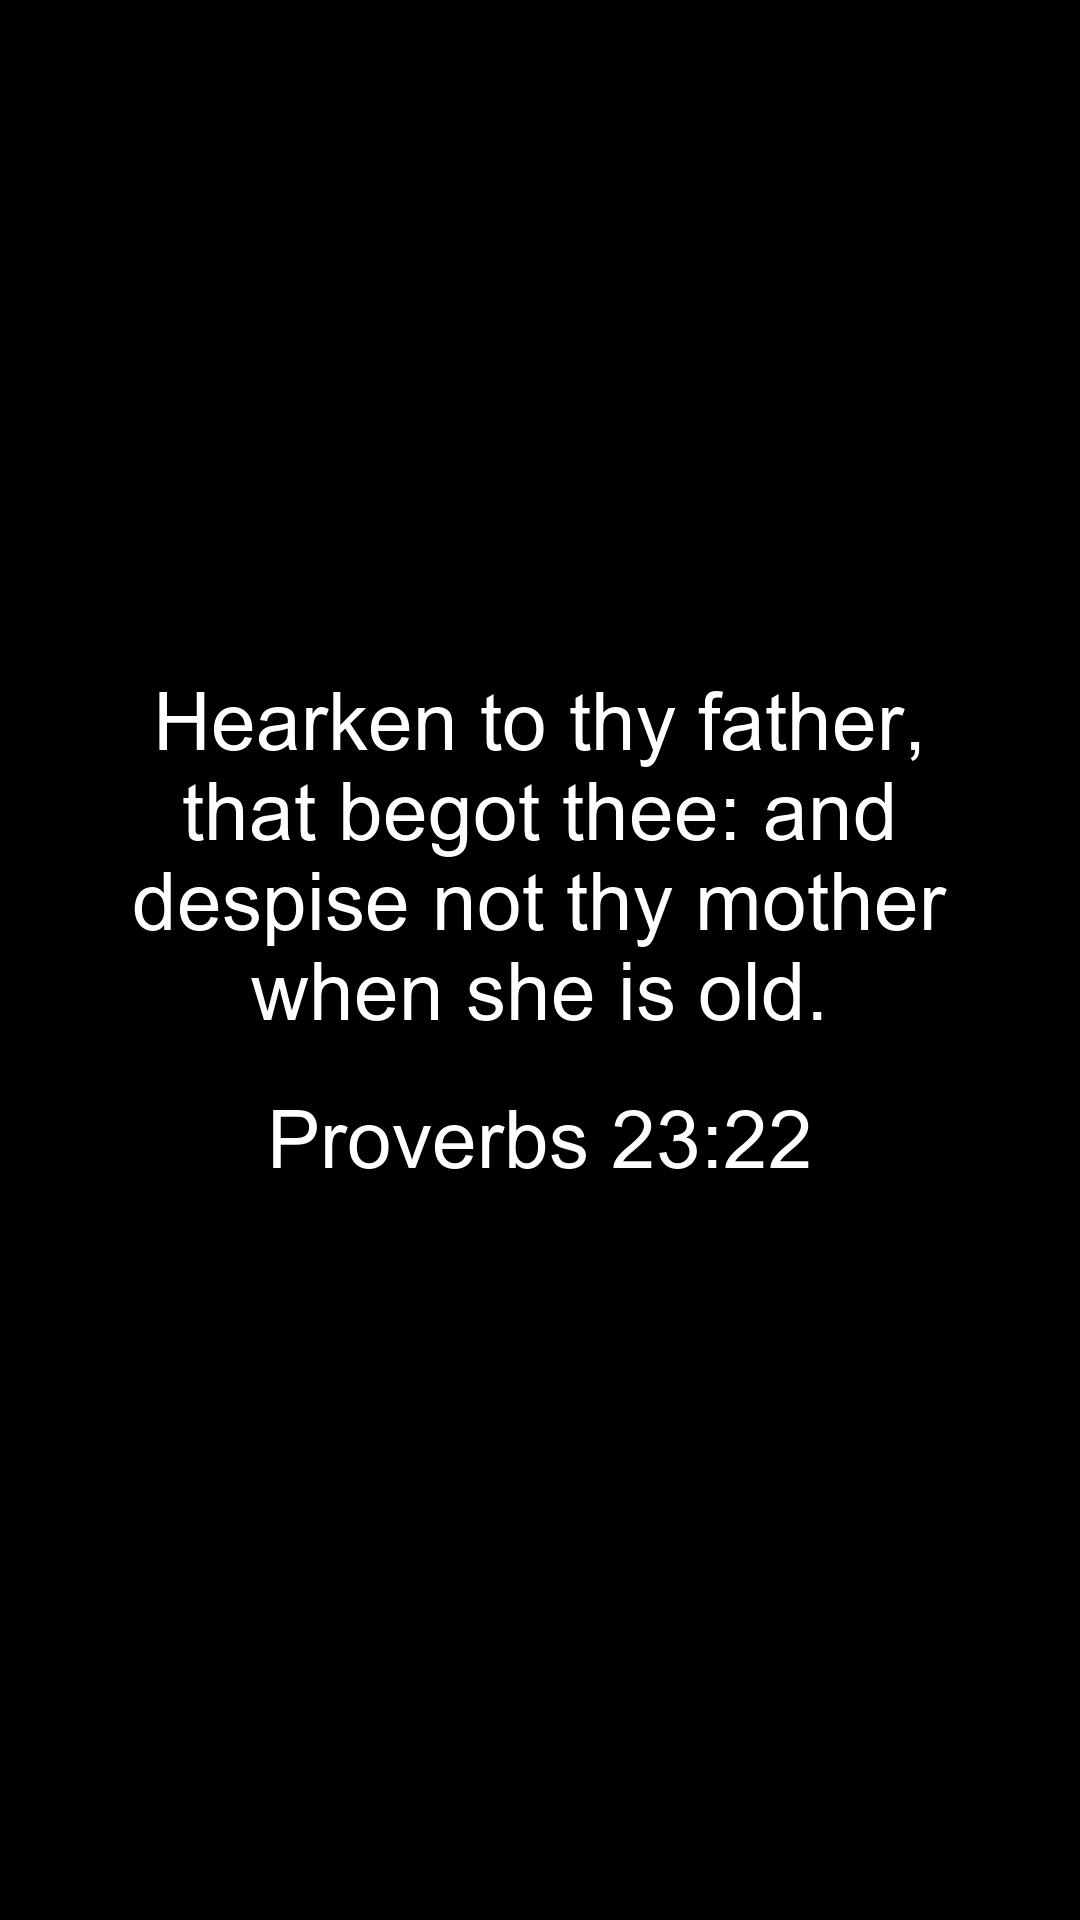 Hearken to thy father,
that begot thee: and
despise not thy mother
when she is old.
Proverbs 23:22